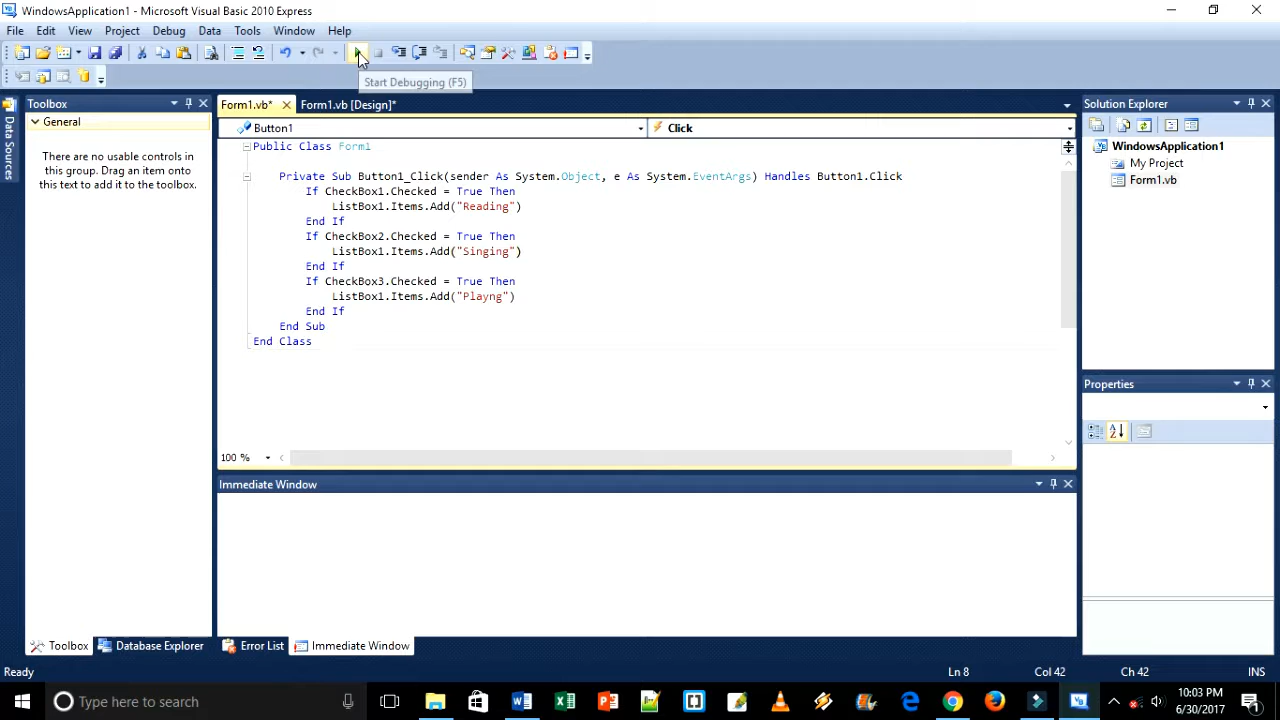 WindowsApplication1 - Microsoft Visual Basic 2010 Express
File Edit View Project Debug Data Tools Window Help
Start Debugging (F5)
Data Sources
Toolbox
General
There are no usable controls in
this group. Drag an item onto
this text to add it to the toolbox.
Form1.vb* Form1.vb [Design]*
Button1 Click
Public Class Form1
Private Sub Button1_Click(sender As System.Object, e As System.EventArgs) Handles Button1.Click
If CheckBox1.Checked = True Then
ListBox1.Items.Add("Reading")
End If
If CheckBox2.Checked = True Then
ListBox1.Items.Add("Singing")
End If
If CheckBox3.Checked = True Then
ListBox1.Items.Add("Playng")
End If
End Sub
End Class
100 %
Immediate Window
Solution Explorer
WindowsApplication1
My Project
Form1.vb
Properties
Toolbox Database Explorer Error List Immediate Window
Ready Ln 8 Col 42 Ch 42 INS
Type here to search
10:03 PM
6/30/2017